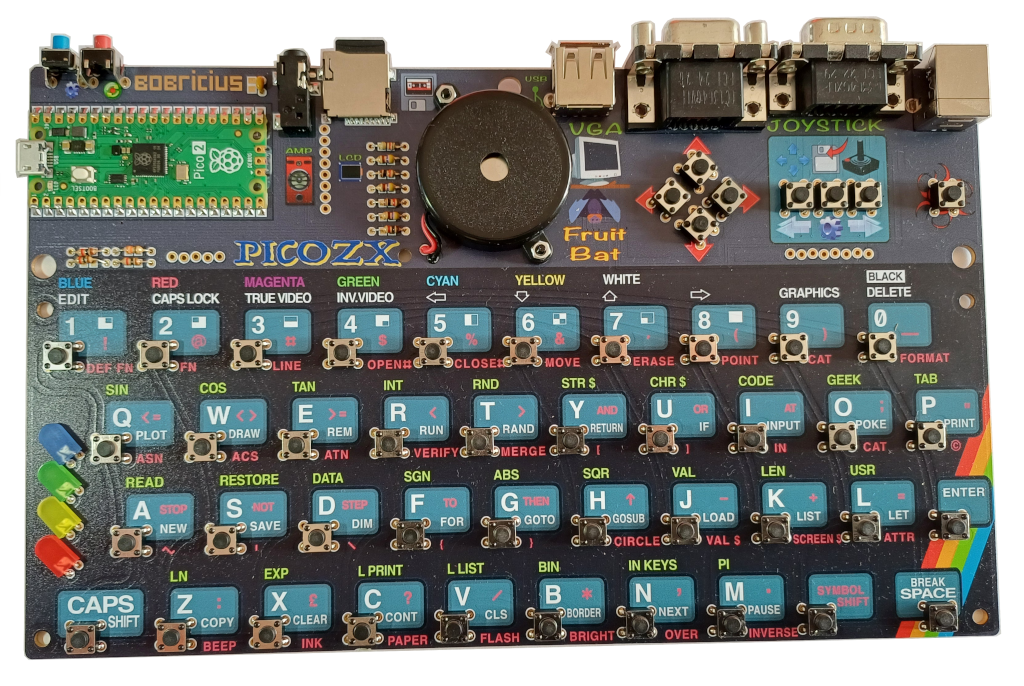 BOBRICIUS
USB
VGA
JOYSTICK
Pico 2
BOOTSEL
AMP
LCD
PICOZX
Fruit
Bat
BLUE RED MAGENTA GREEN CYAN YELLOW WHITE BLACK
EDIT CAPS LOCK TRUE VIDEO INV.VIDEO GRAPHICS DELETE
1 ! 2 @ 3 # 4 $ 5 % 6 & 7 ' 8 ( 9 ) 0 _
DEF FN FN LINE OPEN# CLOSE# MOVE ERASE POINT CAT FORMAT
SIN COS TAN INT RND STR $ CHR $ CODE GEEK TAB
Q <= W <> E >= R < T > Y AND U OR I AT O ; P "
PLOT DRAW REM RUN RAND RETURN IF INPUT POKE PRINT
ASN ACS ATN VERIFY MERGE [ ] IN CAT ©
READ RESTORE DATA SGN ABS SQR VAL LEN USR
A STOP S NOT D STEP F TO G THEN H ↑ J − K + L = ENTER
NEW SAVE DIM FOR GOTO GOSUB LOAD LIST LET
~ | \ { } CIRCLE VAL $ SCREEN $ ATTR
LN EXP L PRINT L LIST BIN IN KEYS PI
CAPS SHIFT Z : X £ C ? V / B * N , M . SYMBOL SHIFT BREAK SPACE
COPY CLEAR CONT CLS BORDER NEXT PAUSE
BEEP INK PAPER FLASH BRIGHT OVER INVERSE